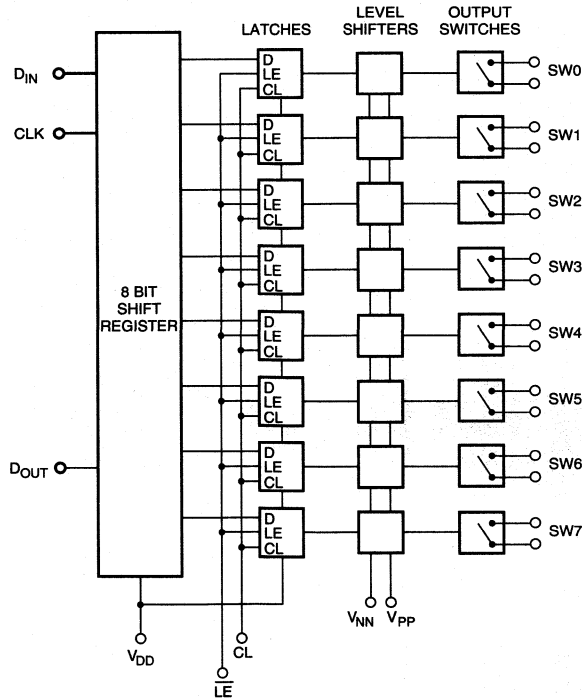 LATCHES
LEVEL
SHIFTERS
OUTPUT
SWITCHES
DIN
CLK
8 BIT
SHIFT
REGISTER
DOUT
D
LE
CL
SW0
D
LE
CL
SW1
D
LE
CL
SW2
D
LE
CL
SW3
D
LE
CL
SW4
D
LE
CL
SW5
D
LE
CL
SW6
D
LE
CL
SW7
VDD
CL
LE
VNN
VPP